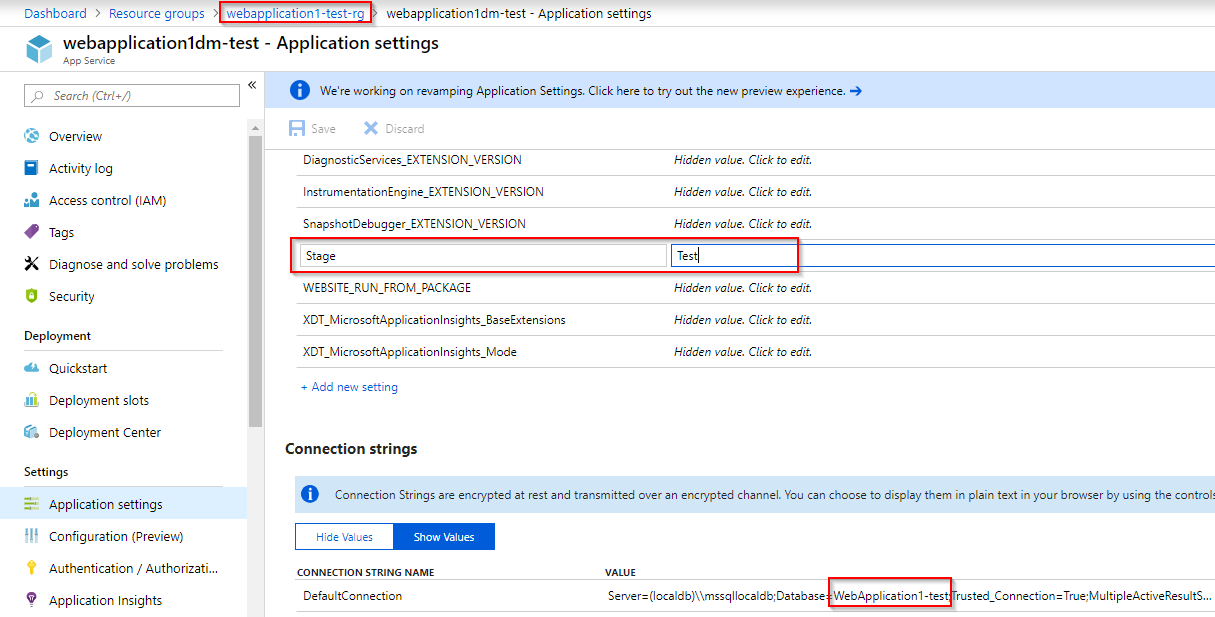 Dashboard > Resource groups > webapplication1-test-rg > webapplication1dm-test - Application settings
webapplication1dm-test - Application settings
App Service
Search (Ctrl+/)
«
Overview
Activity log
Access control (IAM)
Tags
Diagnose and solve problems
Security
Deployment
Quickstart
Deployment slots
Deployment Center
Settings
Application settings
Configuration (Preview)
Authentication / Authorizati...
Application Insights
We're working on revamping Application Settings. Click here to try out the new preview experience. →
Save Discard
DiagnosticServices_EXTENSION_VERSION Hidden value. Click to edit.
InstrumentationEngine_EXTENSION_VERSION Hidden value. Click to edit.
SnapshotDebugger_EXTENSION_VERSION Hidden value. Click to edit.
Stage Test
WEBSITE_RUN_FROM_PACKAGE Hidden value. Click to edit.
XDT_MicrosoftApplicationInsights_BaseExtensions Hidden value. Click to edit.
XDT_MicrosoftApplicationInsights_Mode Hidden value. Click to edit.
+ Add new setting
Connection strings
Connection Strings are encrypted at rest and transmitted over an encrypted channel. You can choose to display them in plain text in your browser by using the controls
Hide Values Show Values
CONNECTION STRING NAME VALUE
DefaultConnection Server=(localdb)\\mssqllocaldb;Database=WebApplication1-test;Trusted_Connection=True;MultipleActiveResultS...